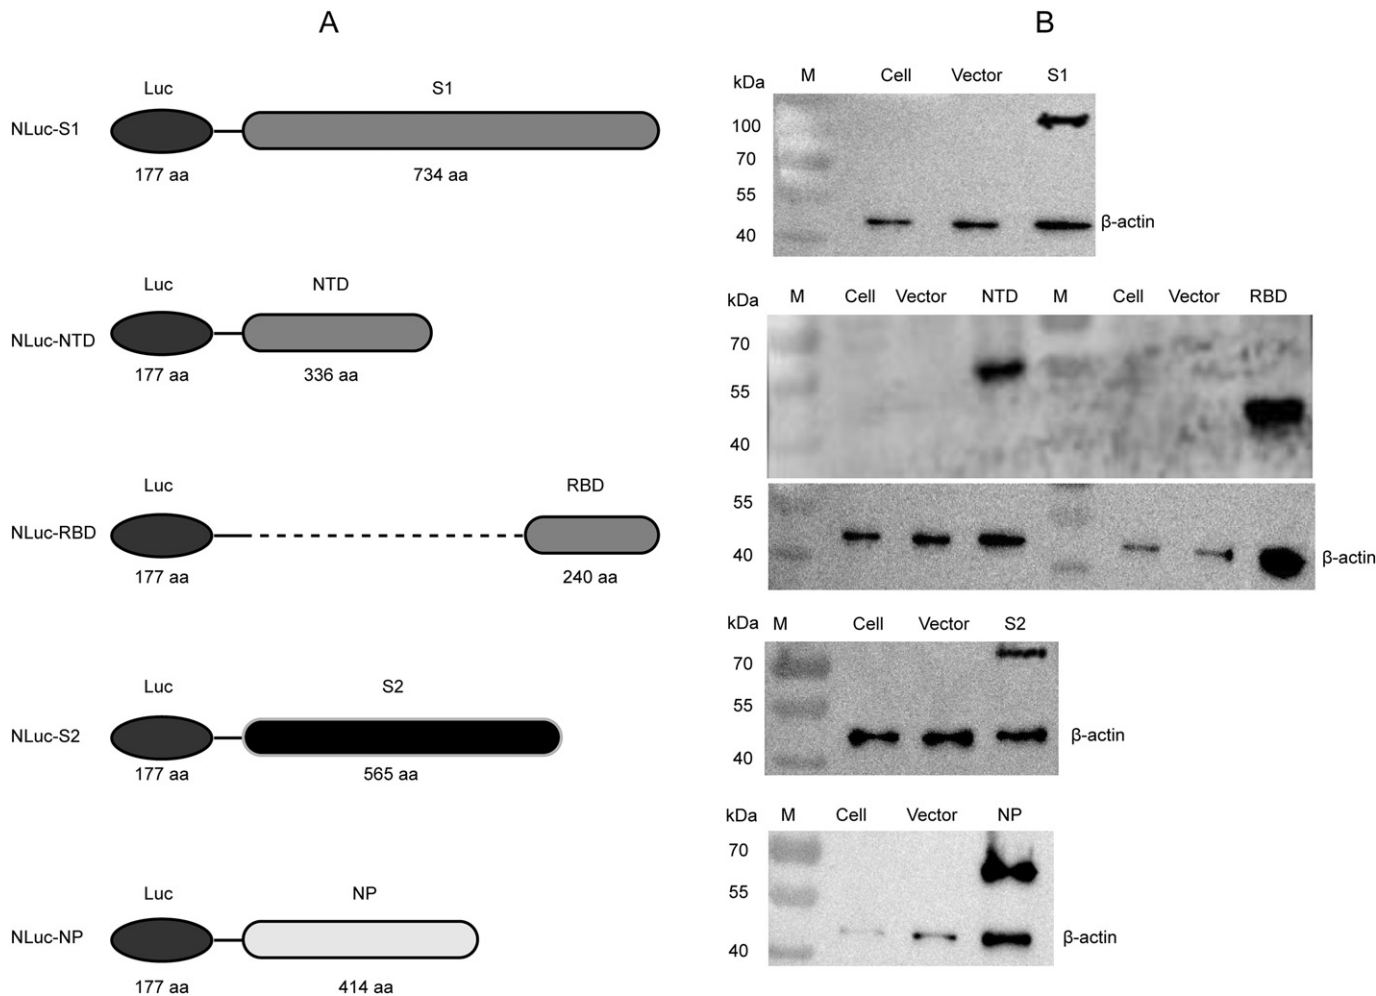 A
Luc
S1
NLuc-S1
177 aa
734 aa
Luc
NTD
NLuc-NTD
177 aa
336 aa
Luc
RBD
NLuc-RBD
177 aa
240 aa
Luc
S2
NLuc-S2
177 aa
565 aa
Luc
NP
NLuc-NP
177 aa
414 aa
B
kDa M Cell Vector S1
100
70
55
40
β-actin
kDa M Cell Vector NTD M Cell Vector RBD
70
55
40
55
40
β-actin
kDa M Cell Vector S2
70
55
40
β-actin
kDa M Cell Vector NP
70
55
40
β-actin